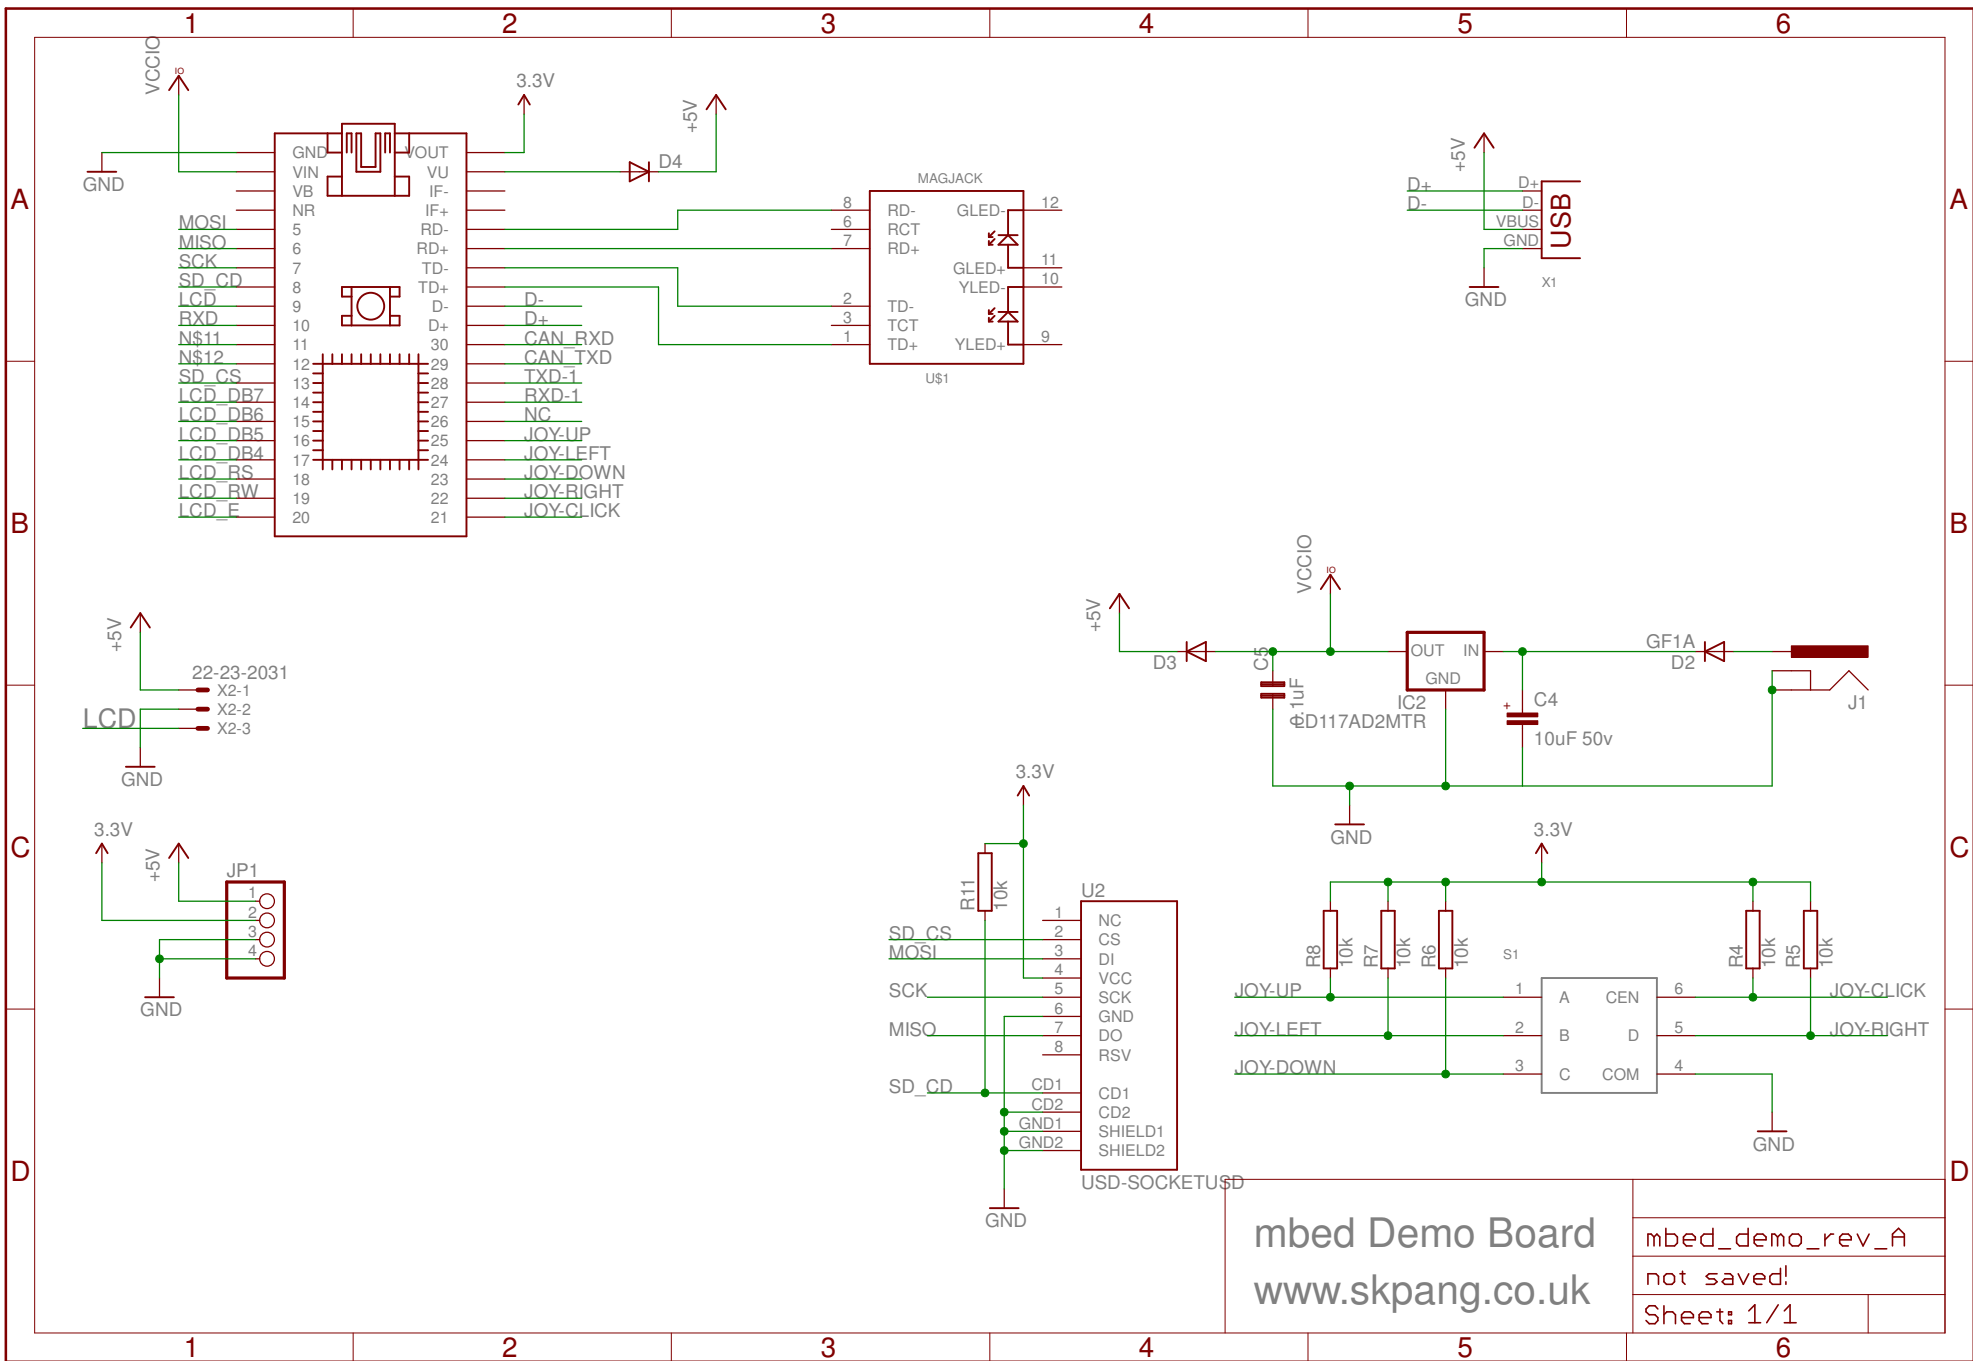 1 2 3 4 5 6
A
B
C
D
VCCIO
IO
GND
3.3V
+5V
D4
GND VOUT
VIN VU
VB IF-
NR IF+
MOSI 5 RD-
MISO 6 RD+
SCK 7 TD-
SD_CD 8 TD+
LCD 9 D- D-
RXD 10 D+ D+
N$11 11 30 CAN_RXD
N$12 12 29 CAN_TXD
SD_CS 13 28 TXD-1
LCD_DB7 14 27 RXD-1
LCD_DB6 15 26 NC
LCD_DB5 16 25 JOY-UP
LCD_DB4 17 24 JOY-LEFT
LCD_RS 18 23 JOY-DOWN
LCD_RW 19 22 JOY-RIGHT
LCD_E 20 21 JOY-CLICK
MAGJACK
8 RD- GLED- 12
6 RCT
7 RD+
GLED+ 11
YLED- 10
2 TD-
3 TCT
1 TD+ YLED+ 9
U$1
+5V
D+ D+
D- D-
VBUS
GND
USB
X1
GND
+5V
22-23-2031
X2-1
X2-2
LCD X2-3
GND
+5V
D3
C5
0.1uF
VCCIO
IO
OUT IN
GND
IC2
LD117AD2MTR
GF1A
D2
C4
10uF 50v
J1
GND
3.3V
+5V
JP1
1
2
3
4
GND
3.3V
R11
10k
U2
1 NC
SD_CS 2 CS
MOSI 3 DI
4 VCC
SCK 5 SCK
6 GND
MISO 7 DO
8 RSV
SD_CD CD1 CD1
CD2 CD2
GND1 SHIELD1
GND2 SHIELD2
USD-SOCKETUSD
GND
3.3V
R8 10k R7 10k R6 10k R4 10k R5 10k
S1
JOY-UP 1 A CEN 6 JOY-CLICK
JOY-LEFT 2 B D 5 JOY-RIGHT
JOY-DOWN 3 C COM 4
GND
mbed Demo Board
www.skpang.co.uk
mbed_demo_rev_A
not saved!
Sheet: 1/1
A
B
C
D
1 2 3 4 5 6